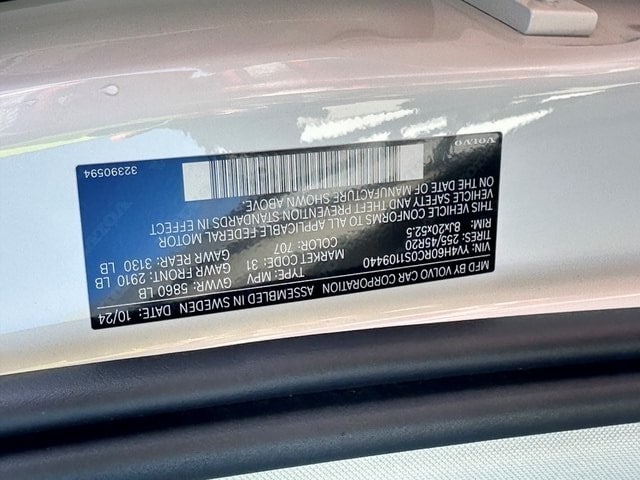 MFD BY VOLVO CAR CORPORATION ASSEMBLED IN SWEDEN DATE: 10/24
VIN: YV4H60RC0S1109440 TYPE: MPV GVWR: 5860 LB
TIRES: 255/45R20 MARKET CODE: 31 GAWR FRONT: 2910 LB
RIM: 8Jx20x52.5 COLOR: 707 GAWR REAR: 3130 LB
THIS VEHICLE CONFORMS TO ALL APPLICABLE FEDERAL MOTOR
VEHICLE SAFETY AND THEFT PREVENTION STANDARDS IN EFFECT
ON THE DATE OF MANUFACTURE SHOWN ABOVE.
VOLVO 32390594